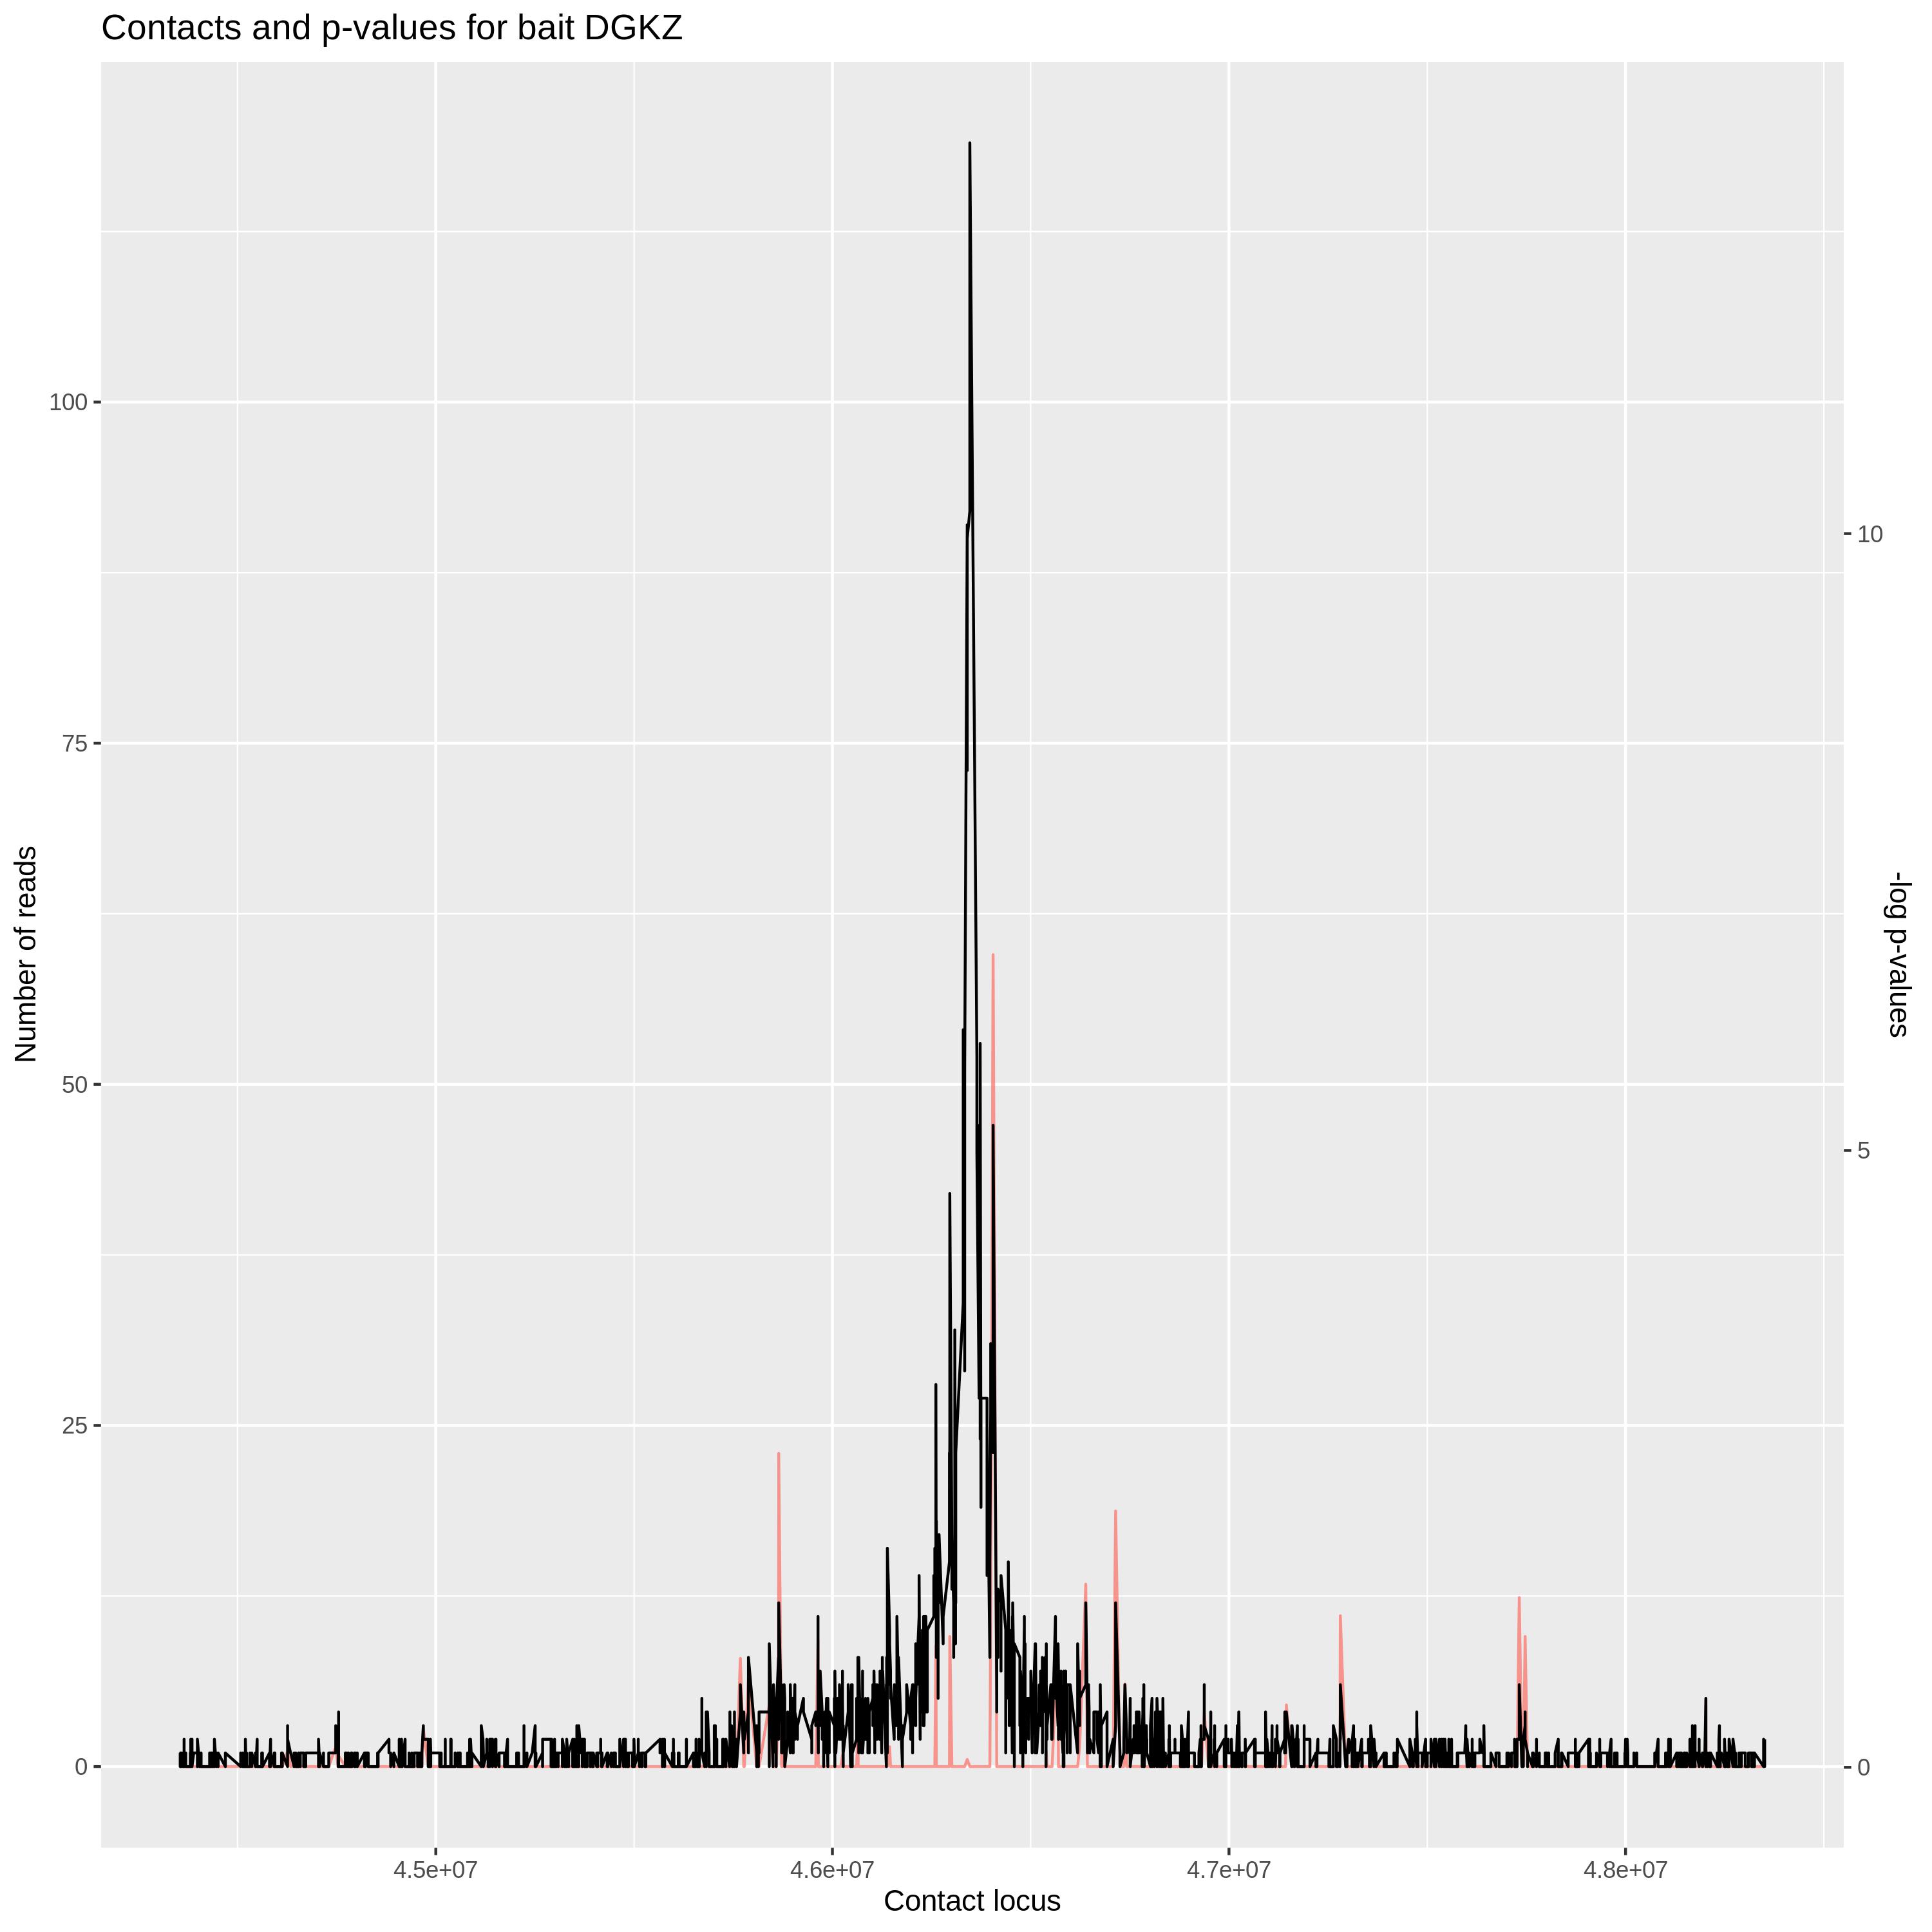 Contacts and p-values for bait DGKZ
100
75
50
25
0
Number of reads
10
5
0
-log p-values
4.5e+07
4.6e+07
4.7e+07
4.8e+07
Contact locus